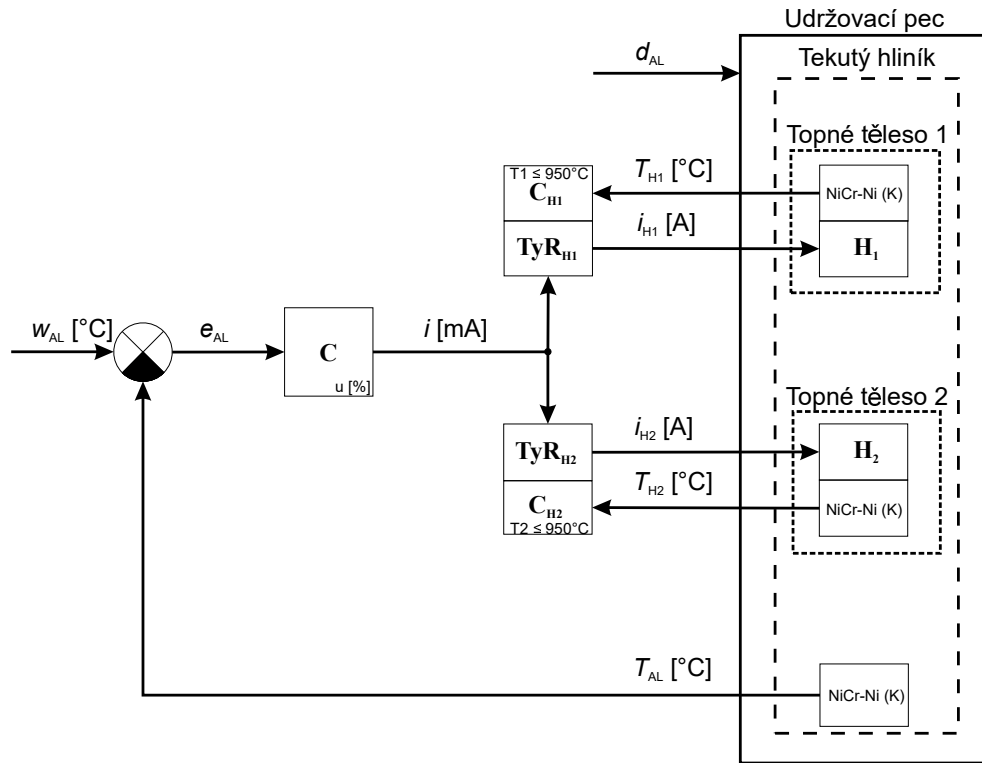 Udržovací pec
Tekutý hliník
d_AL
Topné těleso 1
T1 ≤ 950°C
C_H1
T_H1 [°C]
NiCr-Ni (K)
TyR_H1
i_H1 [A]
H_1
w_AL [°C]
e_AL
C
u [%]
i [mA]
Topné těleso 2
TyR_H2
i_H2 [A]
H_2
C_H2
T2 ≤ 950°C
T_H2 [°C]
NiCr-Ni (K)
T_AL [°C]
NiCr-Ni (K)